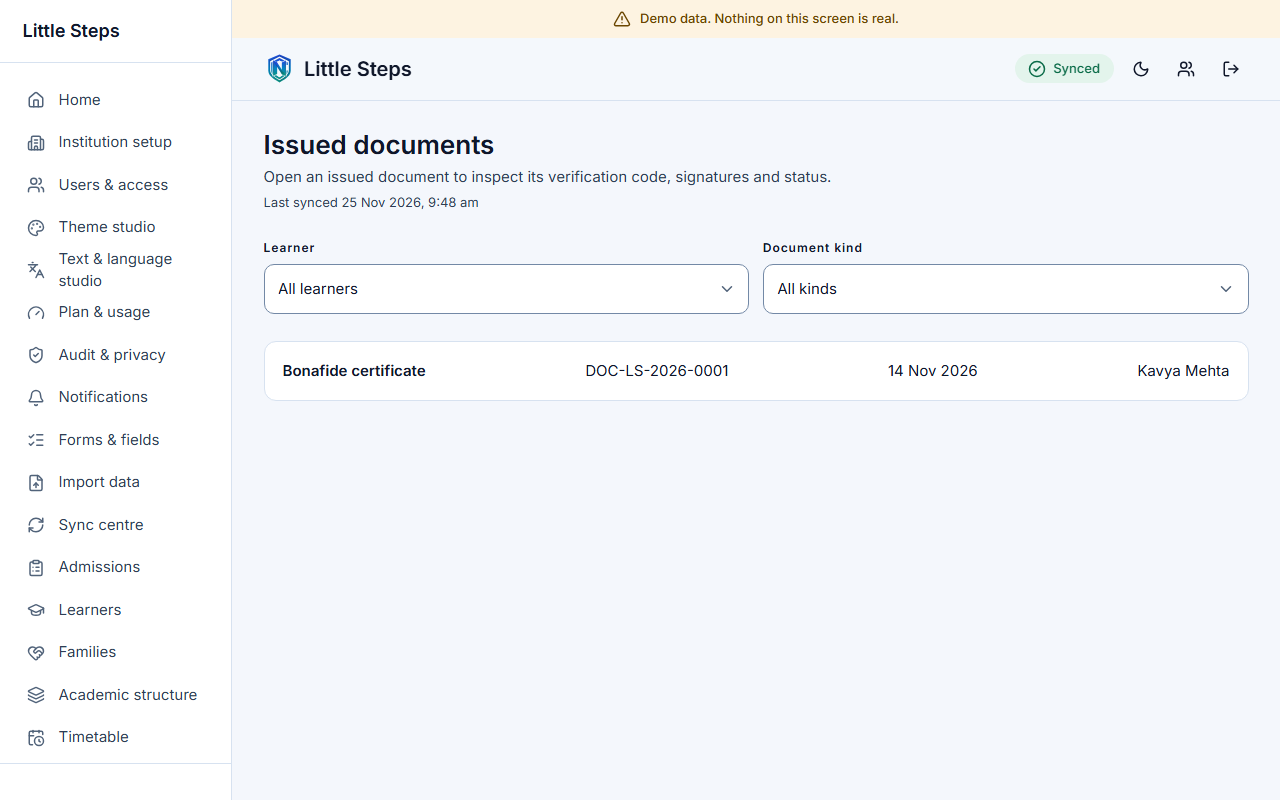 Little Steps
Home
Institution setup
Users & access
Theme studio
Text & language
studio
Plan & usage
Audit & privacy
Notifications
Forms & fields
Import data
Sync centre
Admissions
Learners
Families
Academic structure
Timetable
Demo data. Nothing on this screen is real.
Little Steps
Synced
Issued documents
Open an issued document to inspect its verification code, signatures and status.
Last synced 25 Nov 2026, 9:48 am
Learner
Document kind
All learners
All kinds
Bonafide certificate DOC-LS-2026-0001 14 Nov 2026 Kavya Mehta